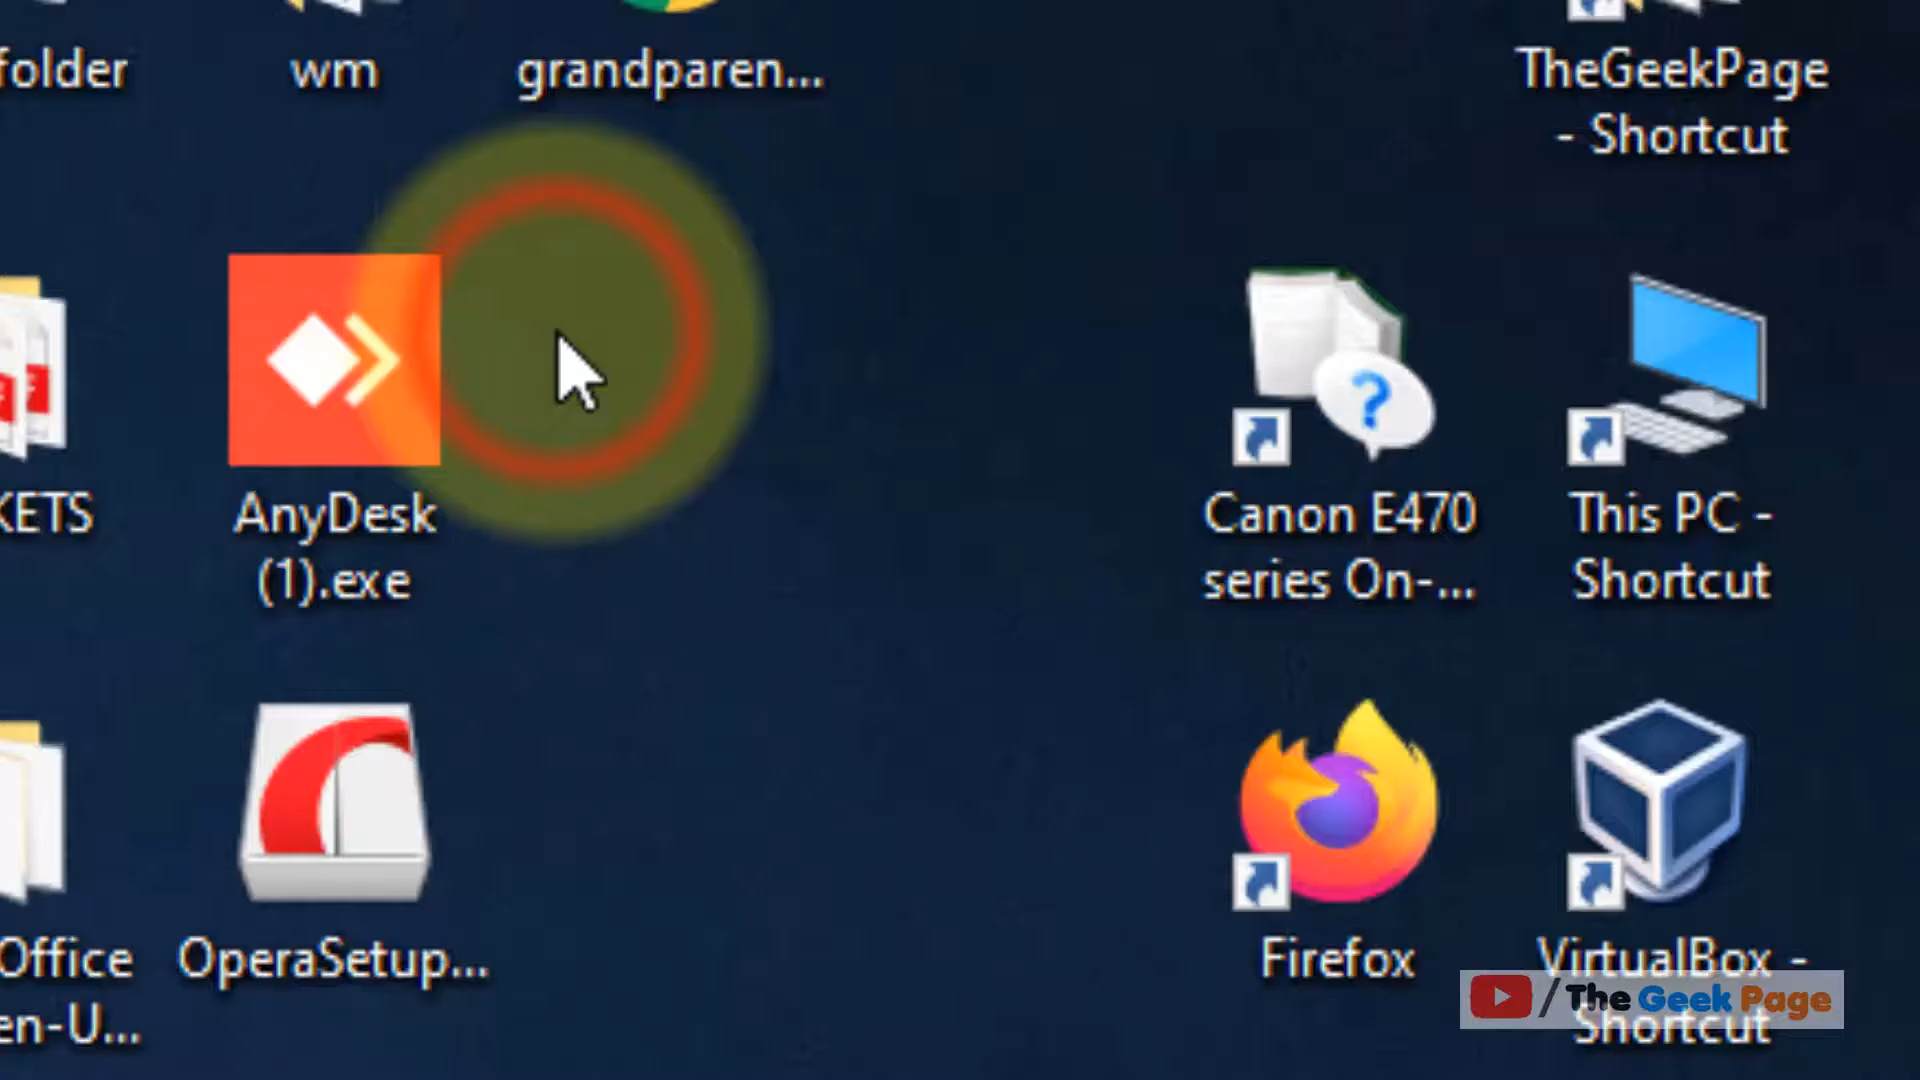 folder
wm
grandparen...
TheGeekPage
- Shortcut
KETS
AnyDesk
(1).exe
Canon E470
series On-...
This PC -
Shortcut
Office
en-U...
OperaSetup...
Firefox
VirtualBox -
Shortcut
/The Geek Page